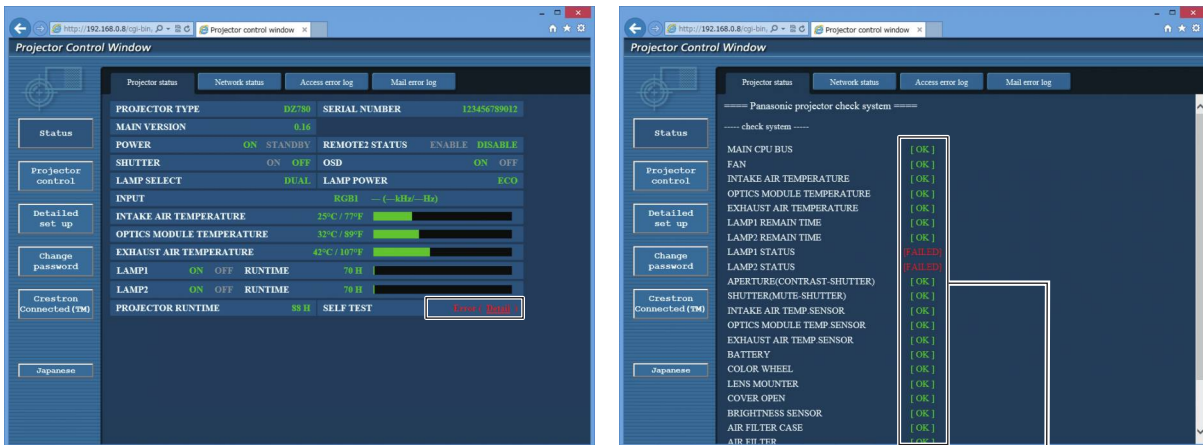 http://192.168.0.8/cgi-bin,
Projector control window
Projector Control Window
Projector status
Network status
Access error log
Mail error log
Status
Projector control
Detailed set up
Change password
Crestron Connected(TM)
Japanese
PROJECTOR TYPE DZ780 SERIAL NUMBER 123456789012
MAIN VERSION 0.16
POWER ON STANDBY REMOTE2 STATUS ENABLE DISABLE
SHUTTER ON OFF OSD ON OFF
LAMP SELECT DUAL LAMP POWER ECO
INPUT RGB1 — (—kHz/—Hz)
INTAKE AIR TEMPERATURE 25°C / 77°F
OPTICS MODULE TEMPERATURE 32°C / 89°F
EXHAUST AIR TEMPERATURE 42°C / 107°F
LAMP1 ON OFF RUNTIME 70 H
LAMP2 ON OFF RUNTIME 70 H
PROJECTOR RUNTIME 88 H SELF TEST Error ( Detail )
http://192.168.0.8/cgi-bin,
Projector control window
Projector Control Window
Projector status
Network status
Access error log
Mail error log
Status
Projector control
Detailed set up
Change password
Crestron Connected(TM)
Japanese
==== Panasonic projector check system ====
----- check system -----
MAIN CPU BUS [ OK ]
FAN [ OK ]
INTAKE AIR TEMPERATURE [ OK ]
OPTICS MODULE TEMPERATURE [ OK ]
EXHAUST AIR TEMPERATURE [ OK ]
LAMP1 REMAIN TIME [ OK ]
LAMP2 REMAIN TIME [ OK ]
LAMP1 STATUS [FAILED]
LAMP2 STATUS [FAILED]
APERTURE(CONTRAST-SHUTTER) [ OK ]
SHUTTER(MUTE-SHUTTER) [ OK ]
INTAKE AIR TEMP.SENSOR [ OK ]
OPTICS MODULE TEMP.SENSOR [ OK ]
EXHAUST AIR TEMP.SENSOR [ OK ]
BATTERY [ OK ]
COLOR WHEEL [ OK ]
LENS MOUNTER [ OK ]
COVER OPEN [ OK ]
BRIGHTNESS SENSOR [ OK ]
AIR FILTER CASE [ OK ]
AIR FILTER [ OK ]